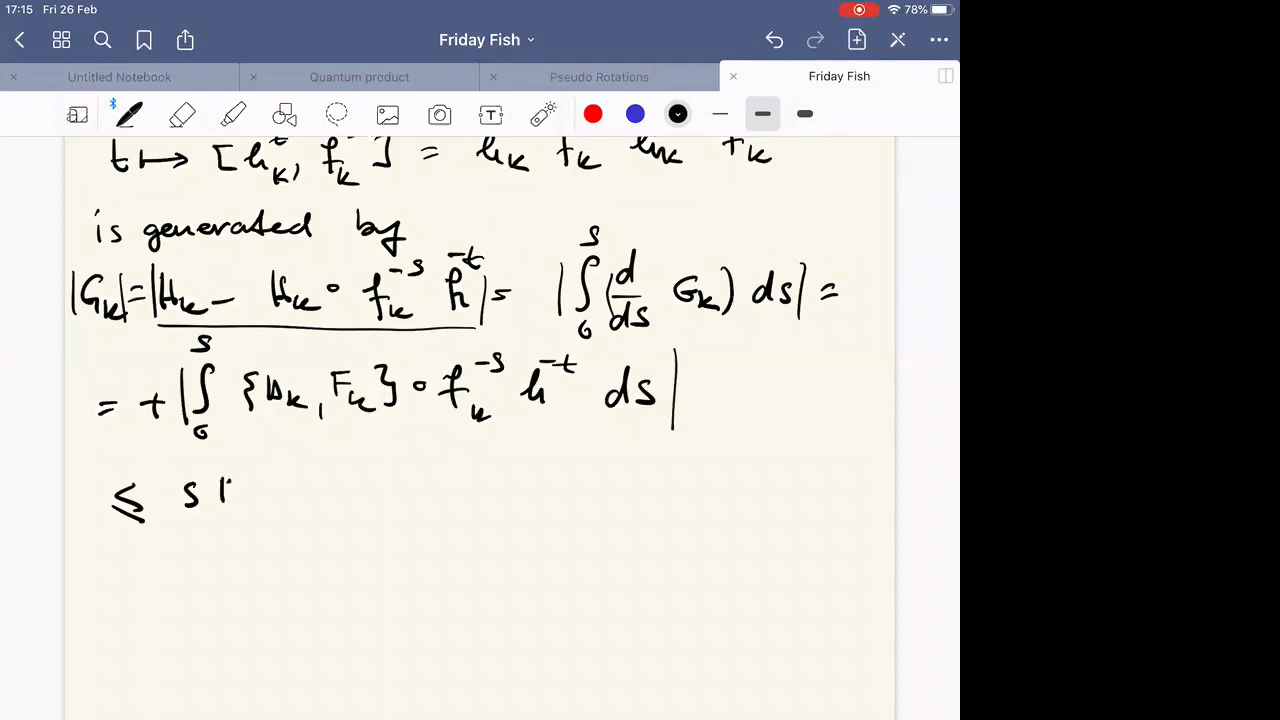 17:15 Fri 26 Feb 78%
Friday Fish
Untitled Notebook Quantum product Pseudo Rotations Friday Fish
t ↦ [h_k^t, f_k^-s] = h_k f_k h_k f_k
is generated by
|G_k| = |H_k - H_k ∘ f_k^{-s} h^{-t}| = |∫_0^s (d/ds G_k) ds| =
= + |∫_0^s {H_k, F_k} ∘ f_k^{-s} h^{-t} ds|
≤ s |